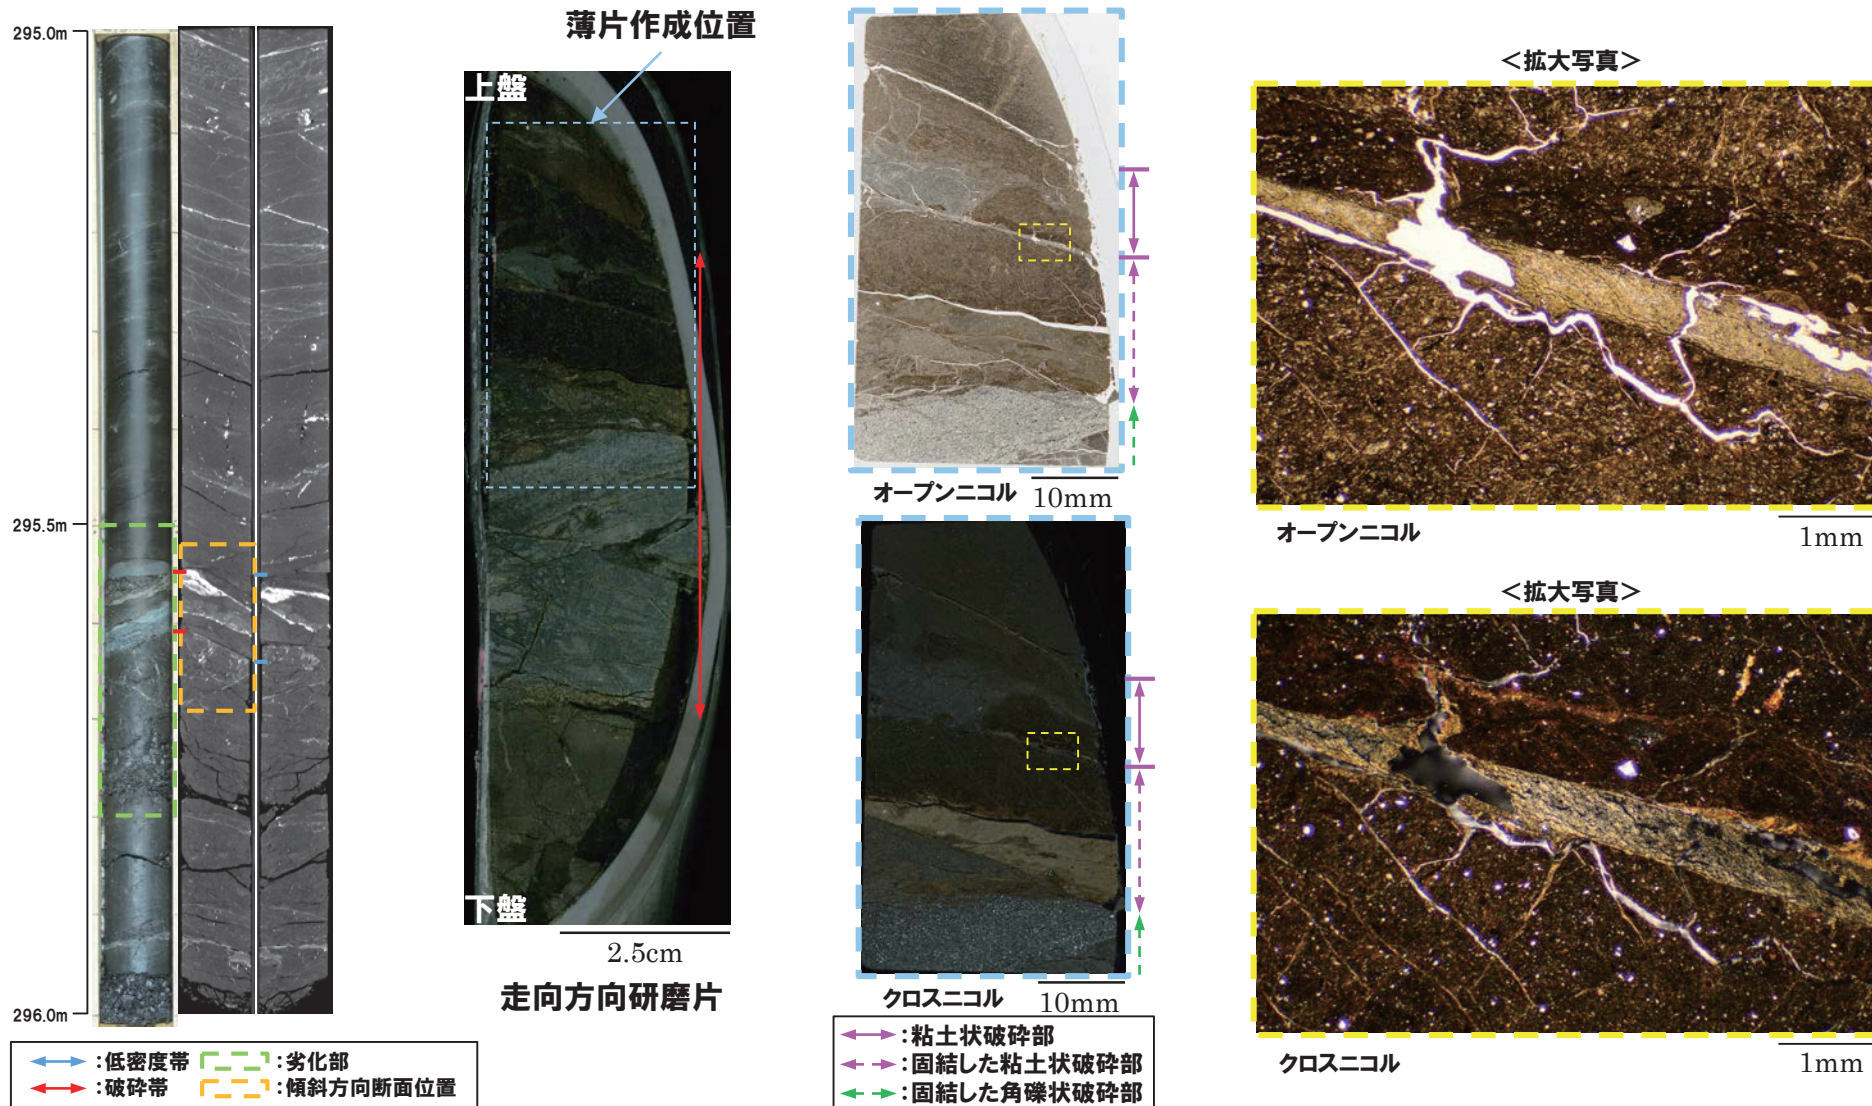 295.0m
295.5m
296.0m
薄片作成位置
上盤
下盤
2.5cm
走向方向研磨片
オープンニコル
10mm
クロスニコル
10mm
<拡大写真>
オープンニコル
1mm
<拡大写真>
クロスニコル
1mm
:低密度帯
:劣化部
:破砕帯
:傾斜方向断面位置
:粘土状破砕部
:固結した粘土状破砕部
:固結した角礫状破砕部